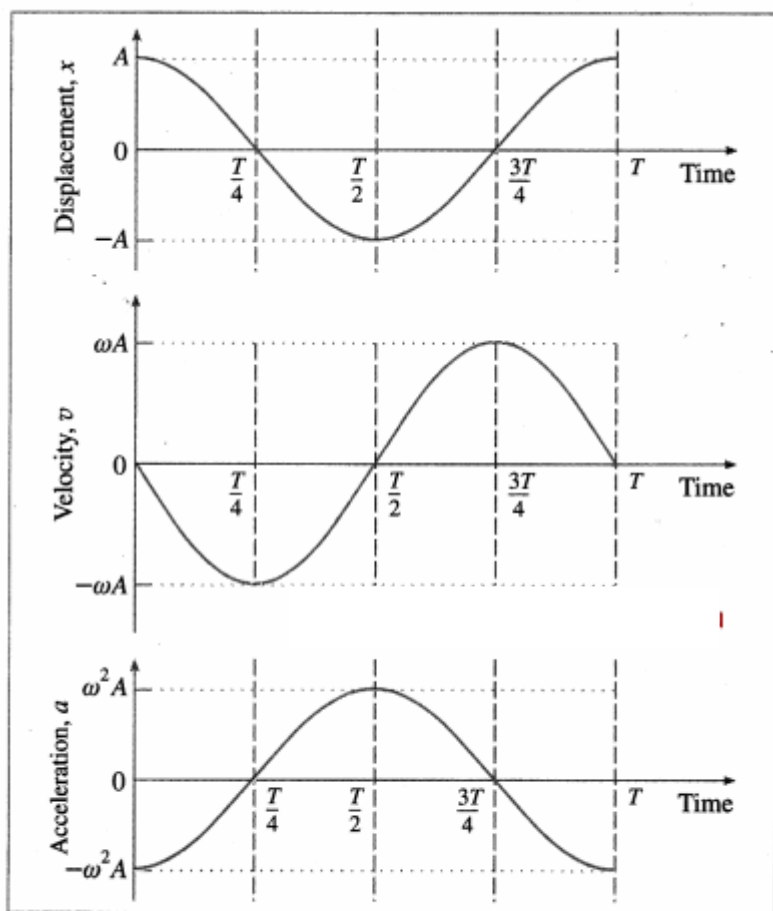 Displacement, x
A
0
−A
T/4
T/2
3T/4
T
Time
Velocity, v
ωA
0
−ωA
T/4
T/2
3T/4
T
Time
Acceleration, a
ω²A
0
−ω²A
T/4
T/2
3T/4
T
Time